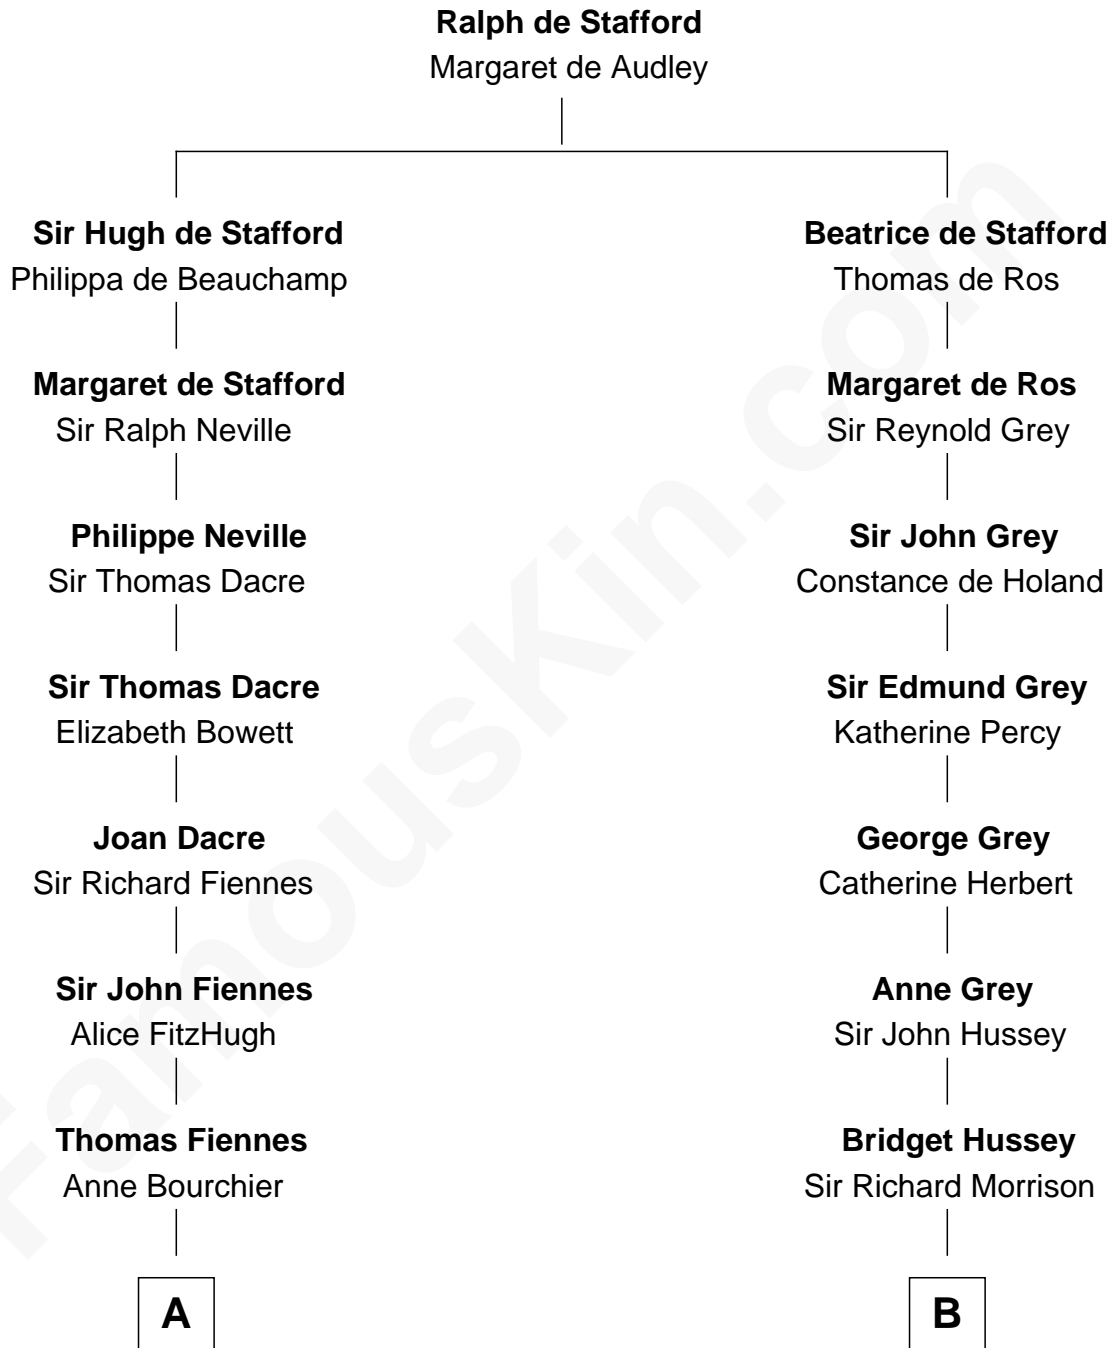 Ralph de Stafford
Margaret de Audley
Sir Hugh de Stafford
Philippa de Beauchamp
Beatrice de Stafford
Thomas de Ros
Margaret de Stafford
Sir Ralph Neville
Margaret de Ros
Sir Reynold Grey
Philippe Neville
Sir Thomas Dacre
Sir John Grey
Constance de Holand
Sir Thomas Dacre
Elizabeth Bowett
Sir Edmund Grey
Katherine Percy
Joan Dacre
Sir Richard Fiennes
George Grey
Catherine Herbert
Sir John Fiennes
Alice FitzHugh
Anne Grey
Sir John Hussey
Thomas Fiennes
Anne Bourchier
Bridget Hussey
Sir Richard Morrison
A
B
FamousKin.com